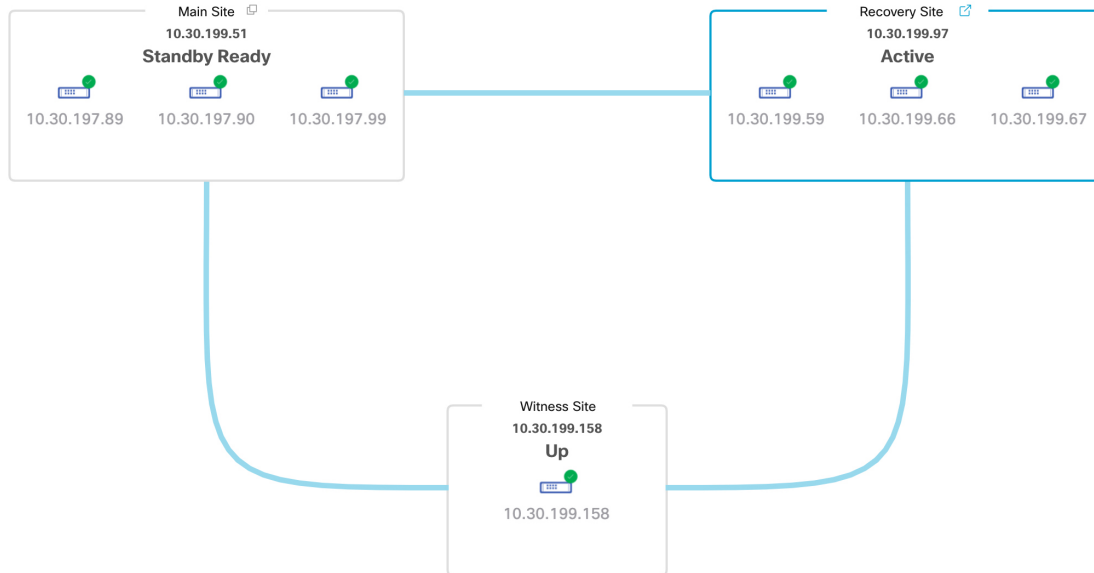 Main Site
10.30.199.51
Standby Ready
10.30.197.89 10.30.197.90 10.30.197.99
Recovery Site
10.30.199.97
Active
10.30.199.59 10.30.199.66 10.30.199.67
Witness Site
10.30.199.158
Up
10.30.199.158